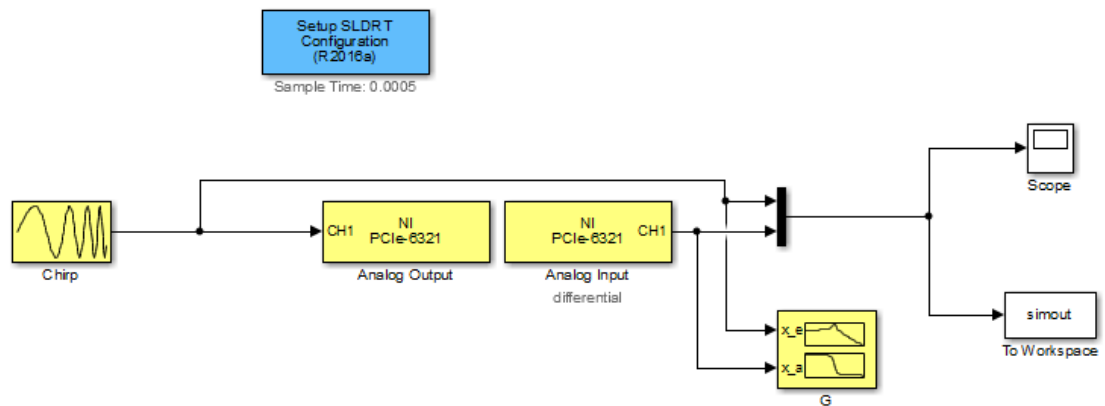 Setup SLDRT
Configuration
(R2016a)
Sample Time: 0.0005
Scope
Chirp
CH1
NI
PCIe-6321
Analog Output
NI
PCIe-6321
CH1
Analog Input
differential
simout
To Workspace
x_e
x_a
G